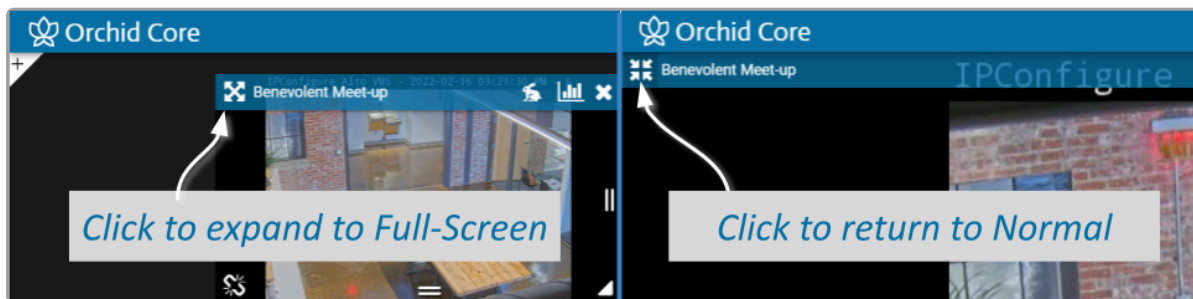 Orchid Core
+
IPConfigure Alto VMS - 2022-02-16 03:21:30 PM
Benevolent Meet-up
Click to expand to Full-Screen
Orchid Core
Benevolent Meet-up
IPConfigure
Click to return to Normal